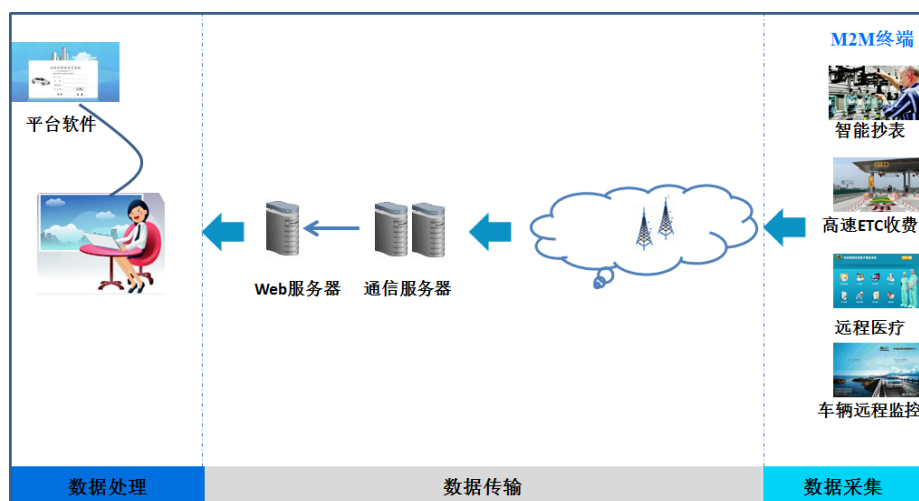 M2M终端
平台软件
智能抄表
高速ETC收费
Web服务器
通信服务器
远程医疗
车辆远程监控
数据处理
数据传输
数据采集